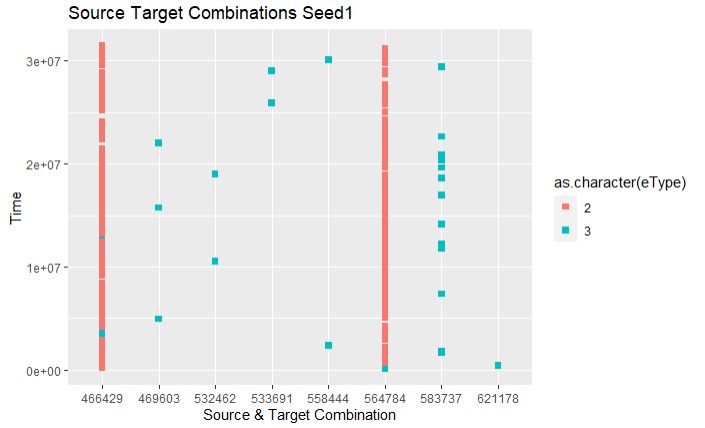 Source Target Combinations Seed1
3e+07
2e+07
1e+07
0e+00
Time
466429 469603 532462 533691 558444 564784 583737 621178
Source & Target Combination
as.character(eType)
2
3